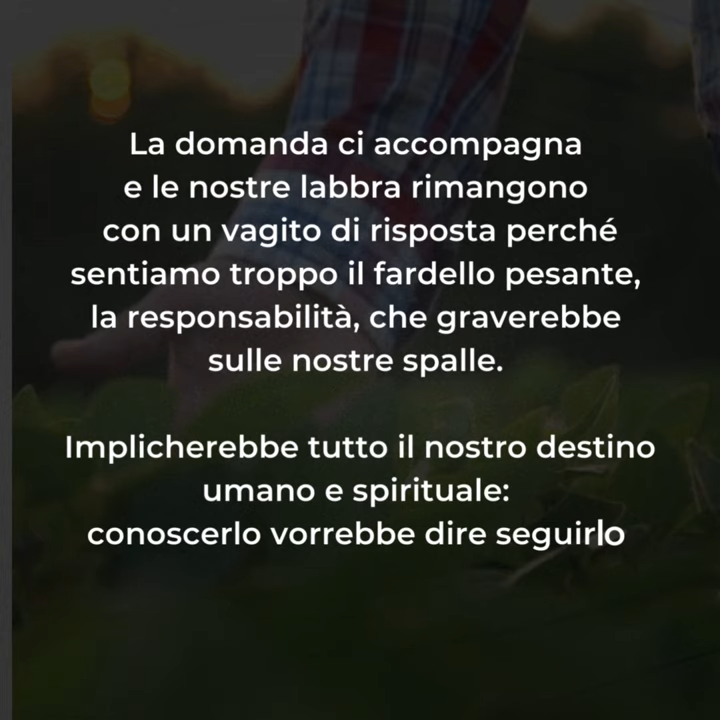 La domanda ci accompagna
e le nostre labbra rimangono
con un vagito di risposta perché
sentiamo troppo il fardello pesante,
la responsabilità, che graverebbe
sulle nostre spalle.
Implicherebbe tutto il nostro destino
umano e spirituale:
conoscerlo vorrebbe dire seguirlo